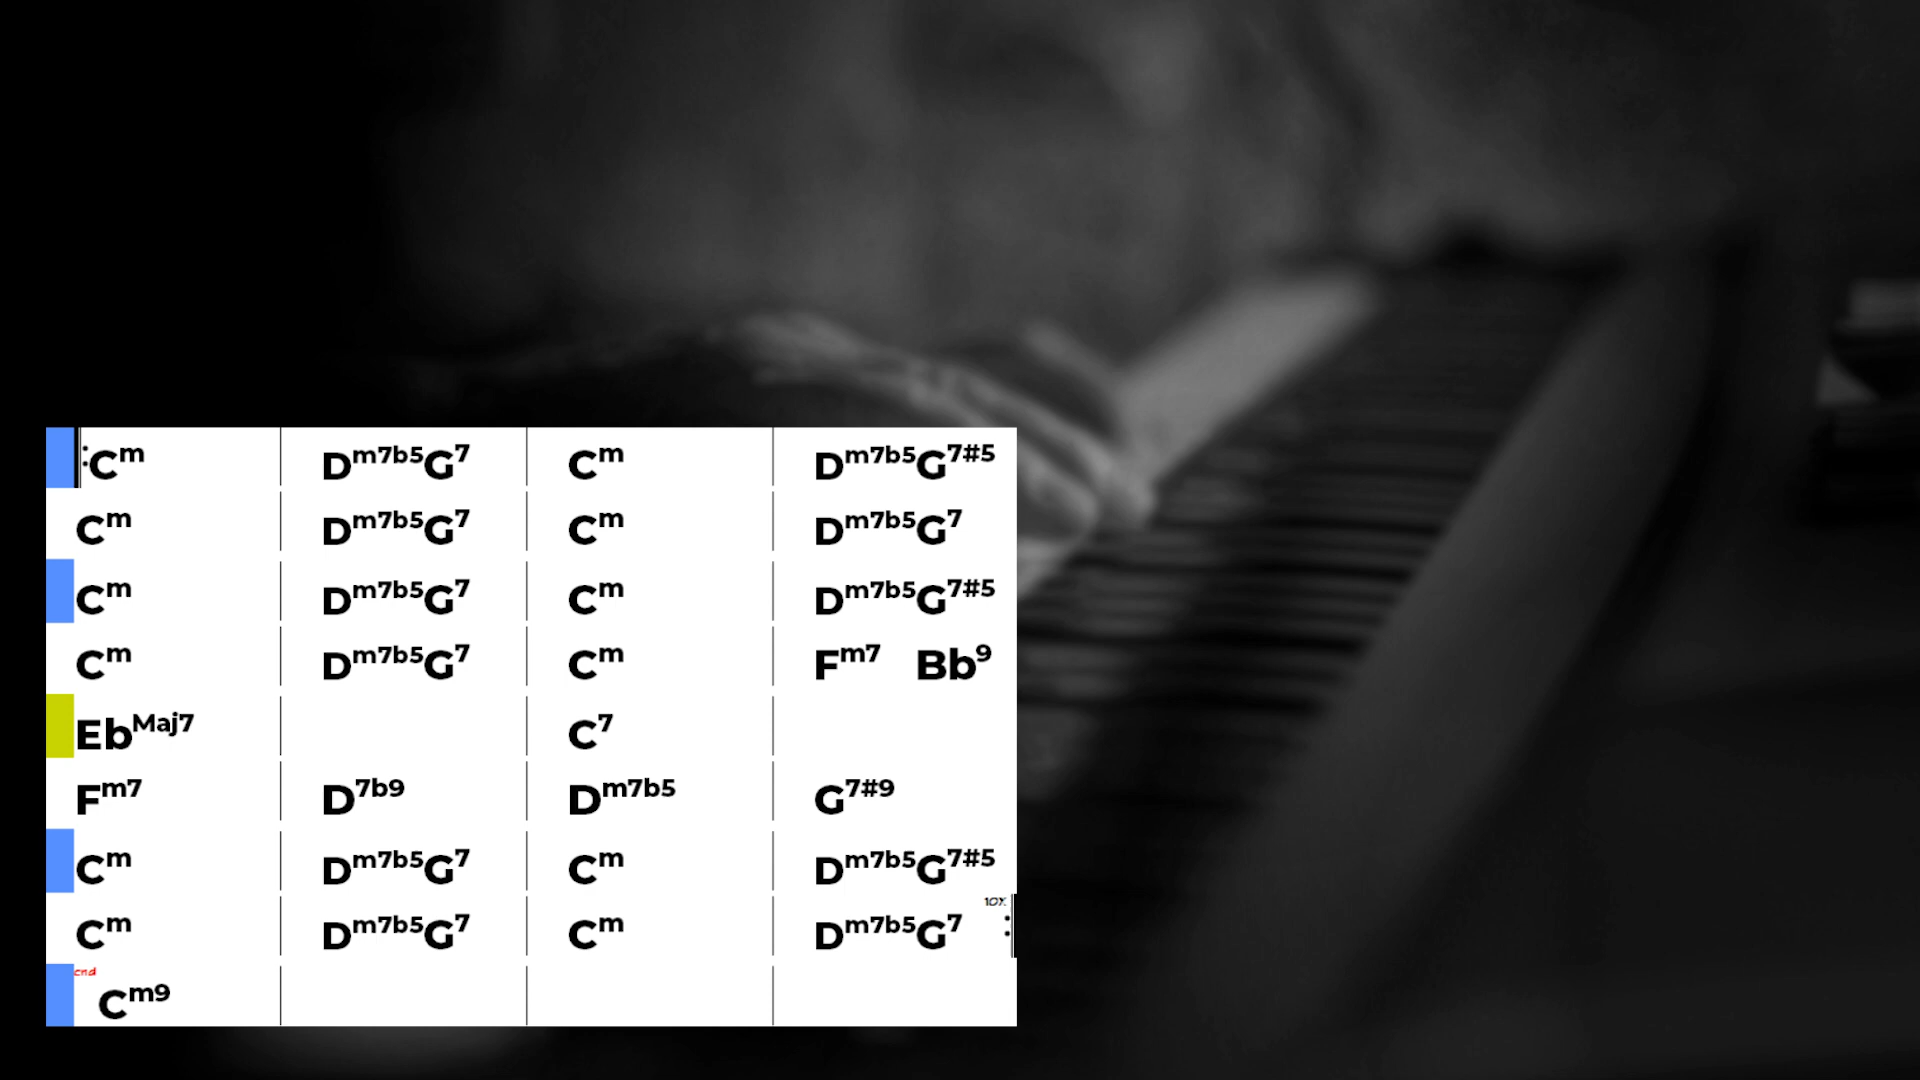 Cm Dm7b5G7 Cm Dm7b5G7#5
Cm Dm7b5G7 Cm Dm7b5G7
Cm Dm7b5G7 Cm Dm7b5G7#5
Cm Dm7b5G7 Cm Fm7 Bb9
EbMaj7 C7
Fm7 D7b9 Dm7b5 G7#9
Cm Dm7b5G7 Cm Dm7b5G7#5
10x
Cm Dm7b5G7 Cm Dm7b5G7
end
Cm9